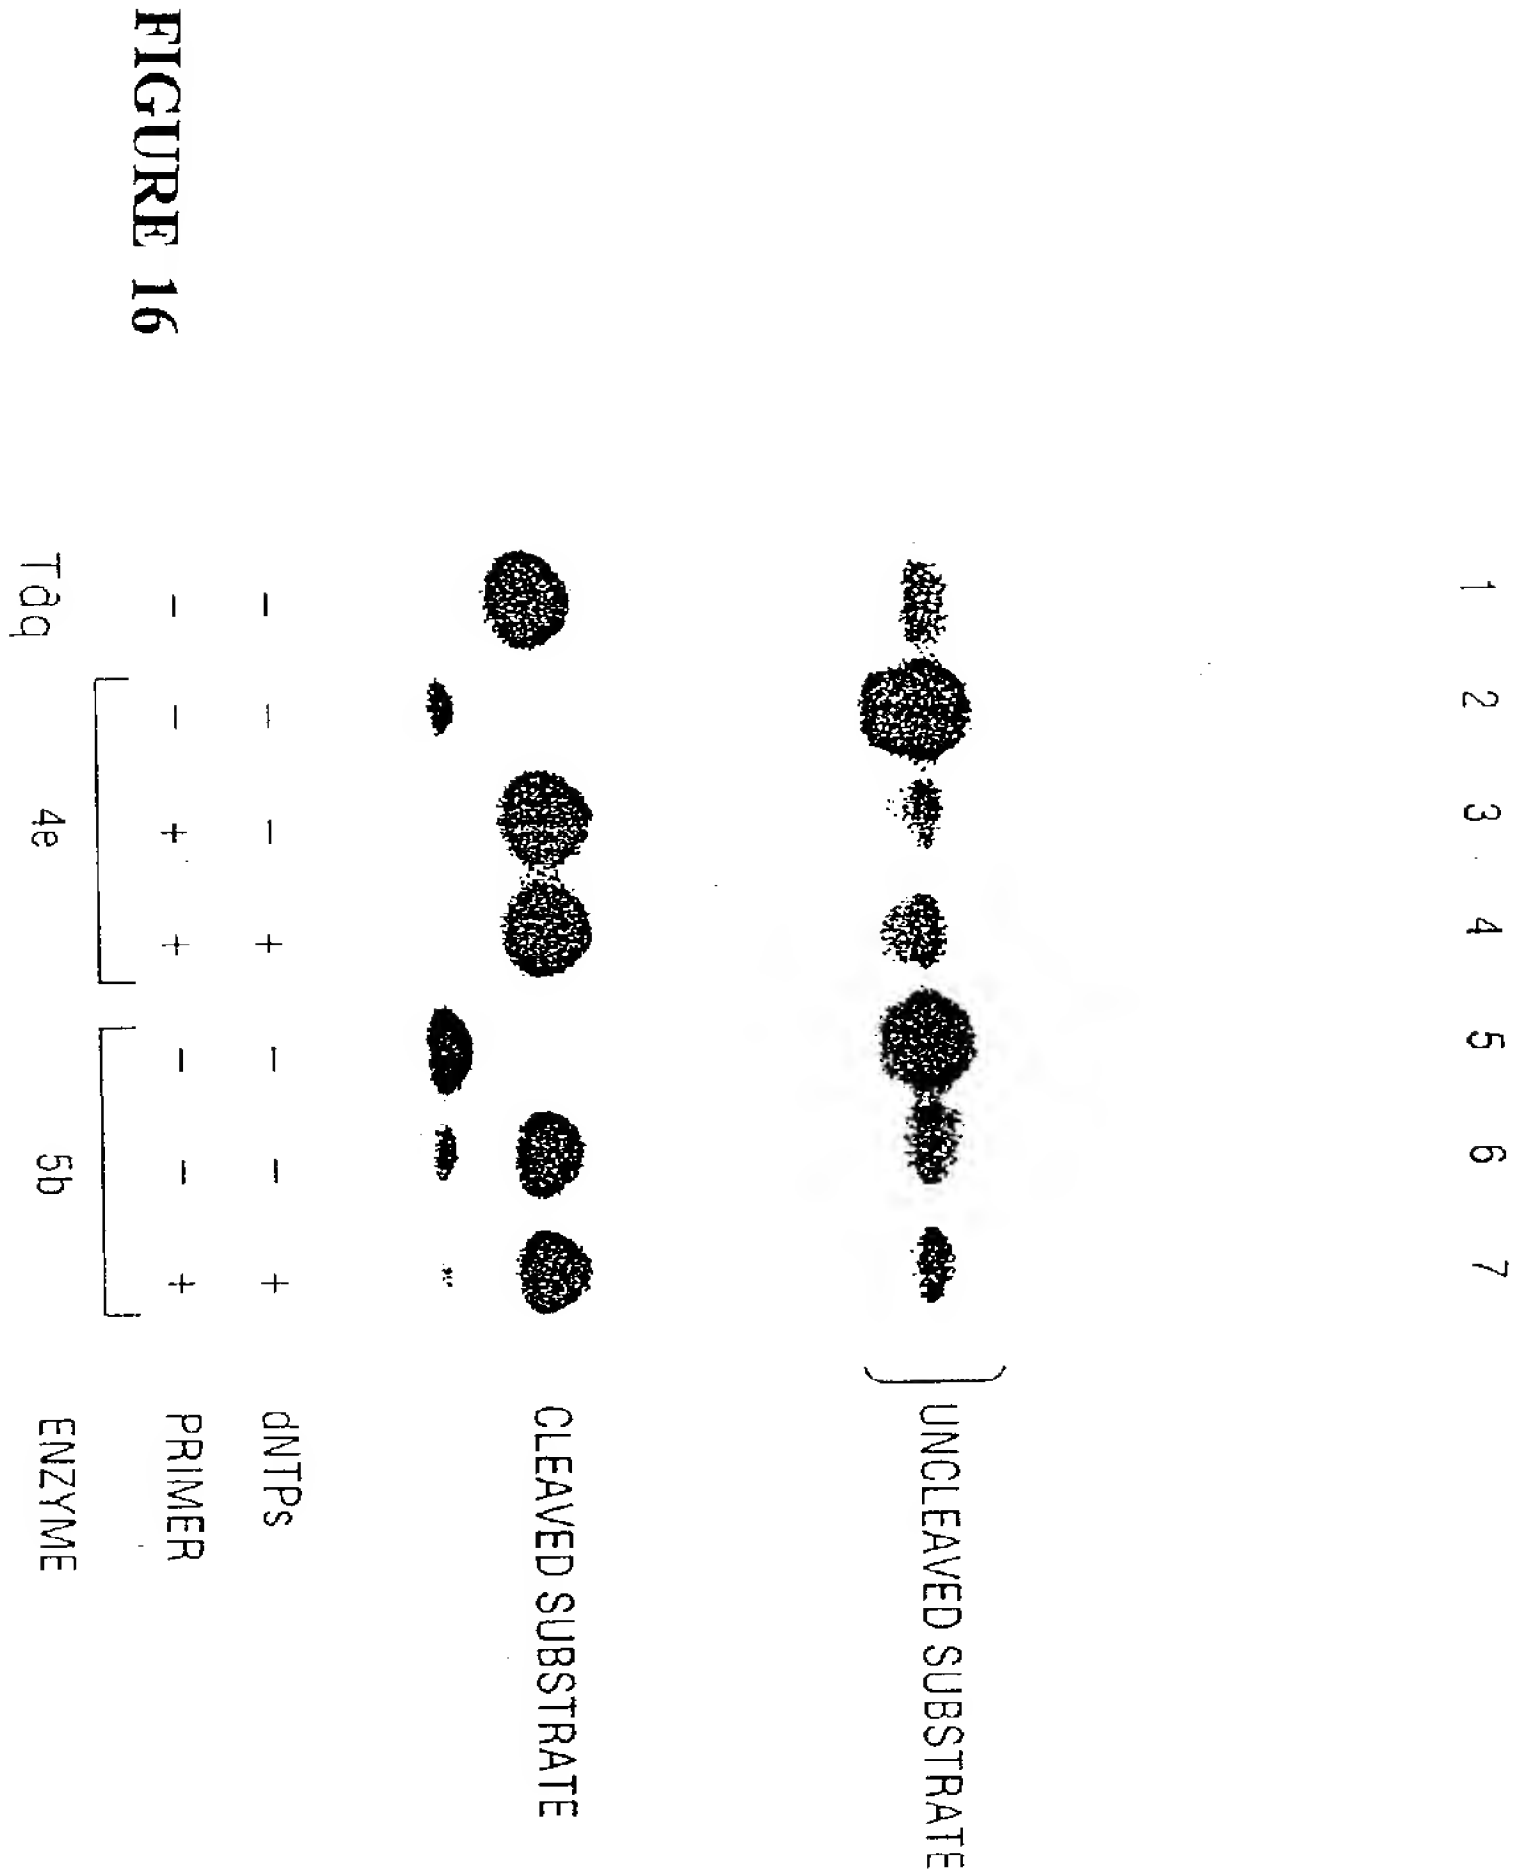 1 2 3 4 5 6 7
UNCLEAVED SUBSTRATE
CLEAVED SUBSTRATE
- - - + - - + dNTPs
- - + + - - + PRIMER
Taq 4e 5b ENZYME
FIGURE 16